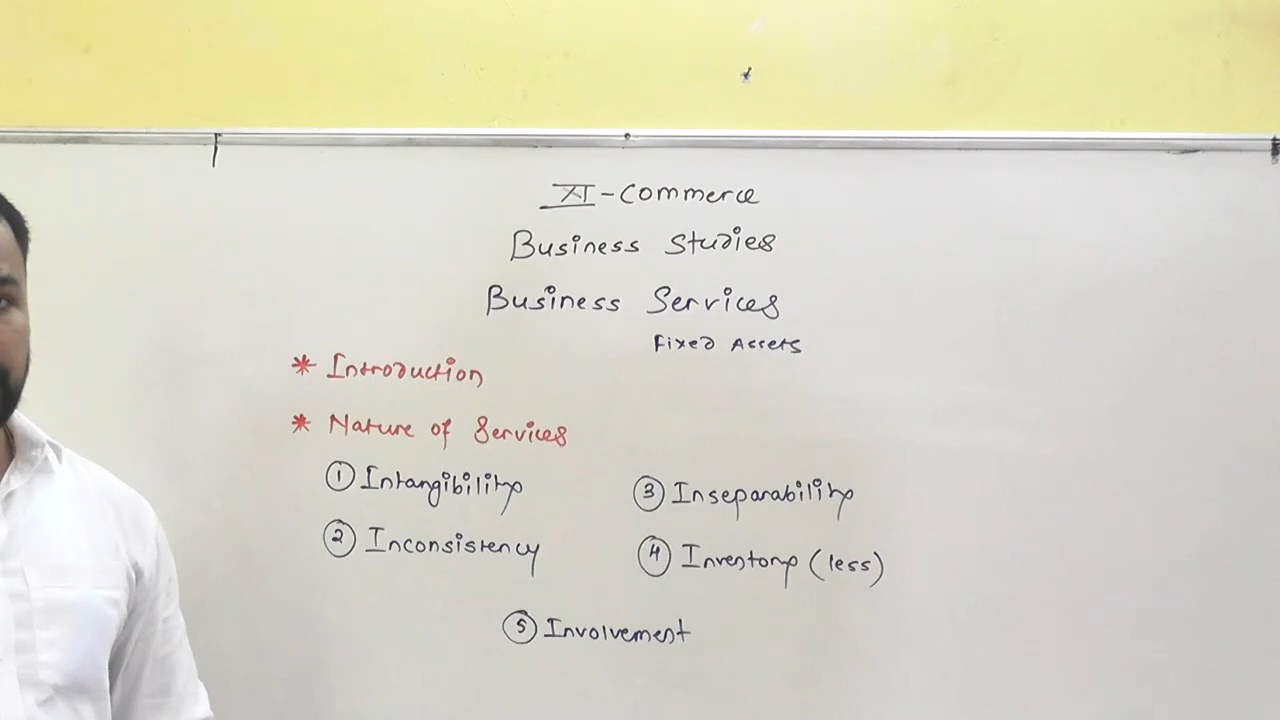 XI - Commerce
Business Studies
Business Services
Fixed Assets
* Introduction
* Nature of Services
① Intangibility
③ Inseparability
② Inconsistency
④ Inventory (less)
⑤ Involvement